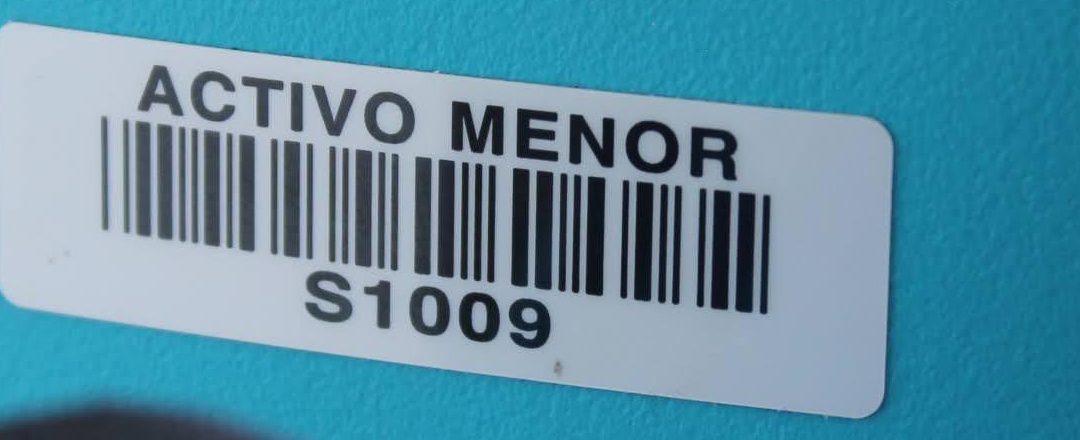 ACTIVO MENOR
S1009